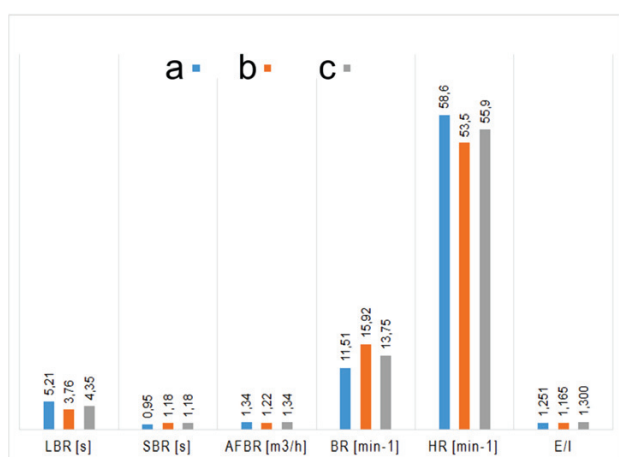 a b c
5,21 3,76 4,35
0,95 1,18 1,18
1,34 1,22 1,34
11,51 15,92 13,75
58,6 53,5 55,9
1,251 1,165 1,300
LBR [s] SBR [s] AFBR [m3/h] BR [min-1] HR [min-1] E/I